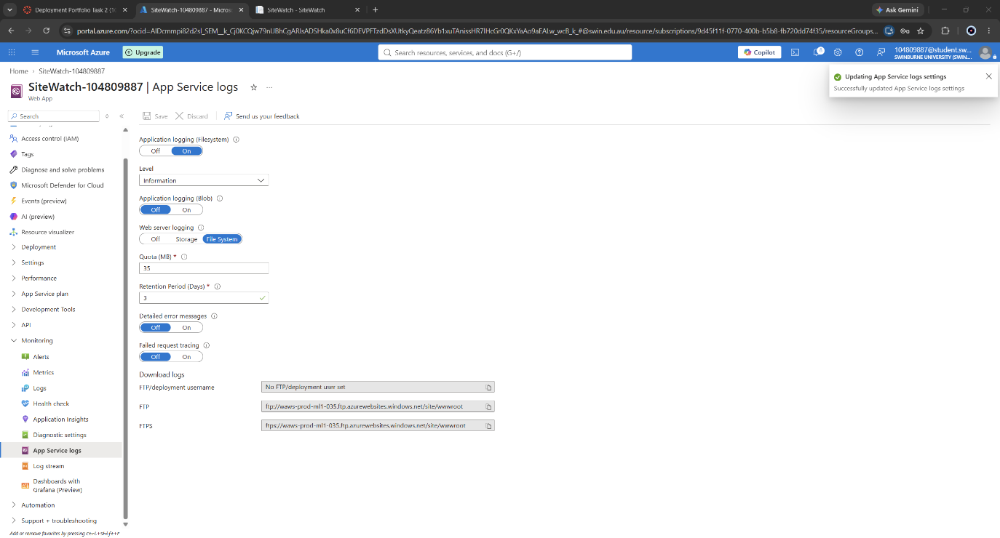 Deployment Portfolio Task 2 (10
SiteWatch-104809887 - Microso
SiteWatch - SiteWatch
Ask Gemini
portal.azure.com/?ocid=AIDcmmpi82d2sl_SEM__k_Cj0KCQjw79nUBhCgARIsADSHka0x8uCf6DEVPFTzdDsXUtkyQeatz86Yb1xuTAnissHR7IHcGr0QKxYaAo9aEALw_wcB_k_#@swin.edu.au/resource/subscriptions/9d45f11f-0770-400b-b5b8-fb720dd74f35/resourceGroups...
Microsoft Azure
Upgrade
Search resources, services, and docs (G+/)
Copilot
104809887@student.sw...
SWINBURNE UNIVERSITY (SWIN....
Home > SiteWatch-104809887
SiteWatch-104809887 | App Service logs
Web App
Updating App Service logs settings
Successfully updated App Service logs settings
Search
Save
Discard
Send us your feedback
Access control (IAM)
Tags
Diagnose and solve problems
Microsoft Defender for Cloud
Events (preview)
AI (preview)
Resource visualizer
Deployment
Settings
Performance
App Service plan
Development Tools
API
Monitoring
Alerts
Metrics
Logs
Health check
Application Insights
Diagnostic settings
App Service logs
Log stream
Dashboards with
Grafana (Preview)
Automation
Support + troubleshooting
Add or remove favorites by pressing Ctrl+Shift+F
Application logging (Filesystem)
Off On
Level
Information
Application logging (Blob)
Off On
Web server logging
Off Storage File System
Quota (MB) *
35
Retention Period (Days) *
3
Detailed error messages
Off On
Failed request tracing
Off On
Download logs
FTP/deployment username
No FTP/deployment user set
FTP
ftp://waws-prod-ml1-035.ftp.azurewebsites.windows.net/site/wwwroot
FTPS
ftps://waws-prod-ml1-035.ftp.azurewebsites.windows.net/site/wwwroot